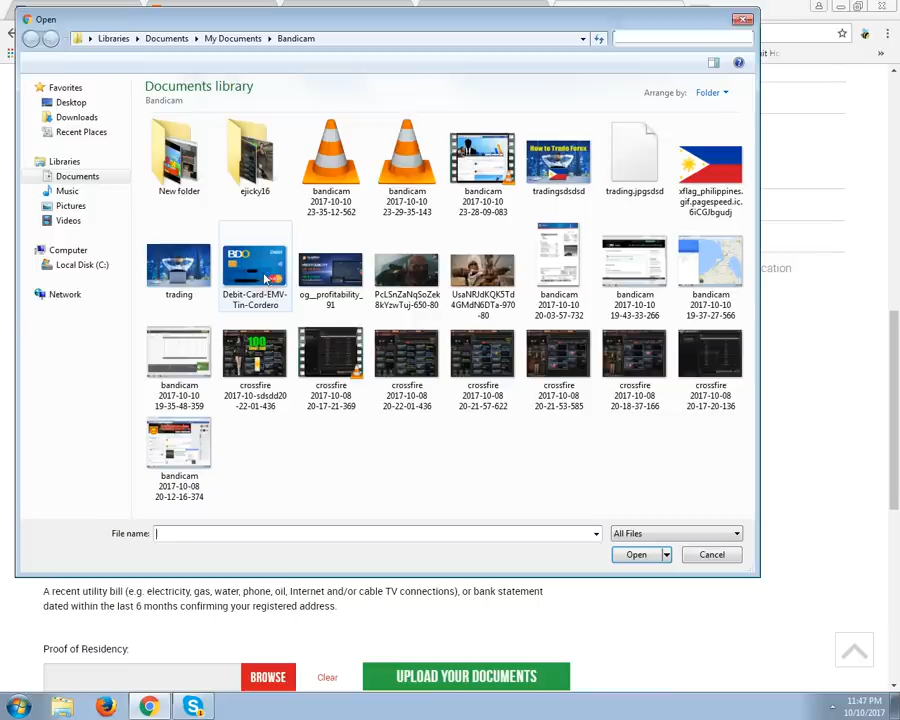 Open
Libraries
Documents
My Documents
Bandicam
Documents library
Bandicam
Arrange by:
Folder
Favorites
Desktop
Downloads
Recent Places
Libraries
Documents
Music
Pictures
Videos
Computer
Local Disk (C:)
Network
New folder
ejicky16
bandicam
2017-10-10
23-35-12-562
bandicam
2017-10-10
23-29-35-143
bandicam
2017-10-10
23-28-09-083
How to Trade Forex
tradingsdsdsd
trading.jpgsdsd
xflag_philippines.
gif.pagespeed.ic.
6iCGJbgudj
trading
BDO
Debit-Card-EMV-
Tin-Cordero
og__profitability_
91
PcLSnZaNqSoZek
8kYzwTuj-650-80
UsaNRJdKQK5Td
4GMdN6DTa-970
-80
bandicam
2017-10-10
20-03-57-732
bandicam
2017-10-10
19-43-33-266
bandicam
2017-10-10
19-37-27-566
bandicam
2017-10-10
19-35-48-359
100
crossfire
2017-10-sdsdd20
-22-01-436
crossfire
2017-10-08
20-17-21-369
crossfire
2017-10-08
20-22-01-436
crossfire
2017-10-08
20-21-57-622
crossfire
2017-10-08
20-21-53-585
crossfire
2017-10-08
20-18-37-166
crossfire
2017-10-08
20-17-20-136
bandicam
2017-10-08
20-12-16-374
File name:
All Files
Open
Cancel
cation
A recent utility bill (e.g. electricity, gas, water, phone, oil, Internet and/or cable TV connections), or bank statement
dated within the last 6 months confirming your registered address.
Proof of Residency:
BROWSE
Clear
UPLOAD YOUR DOCUMENTS
11:47 PM
10/10/2017